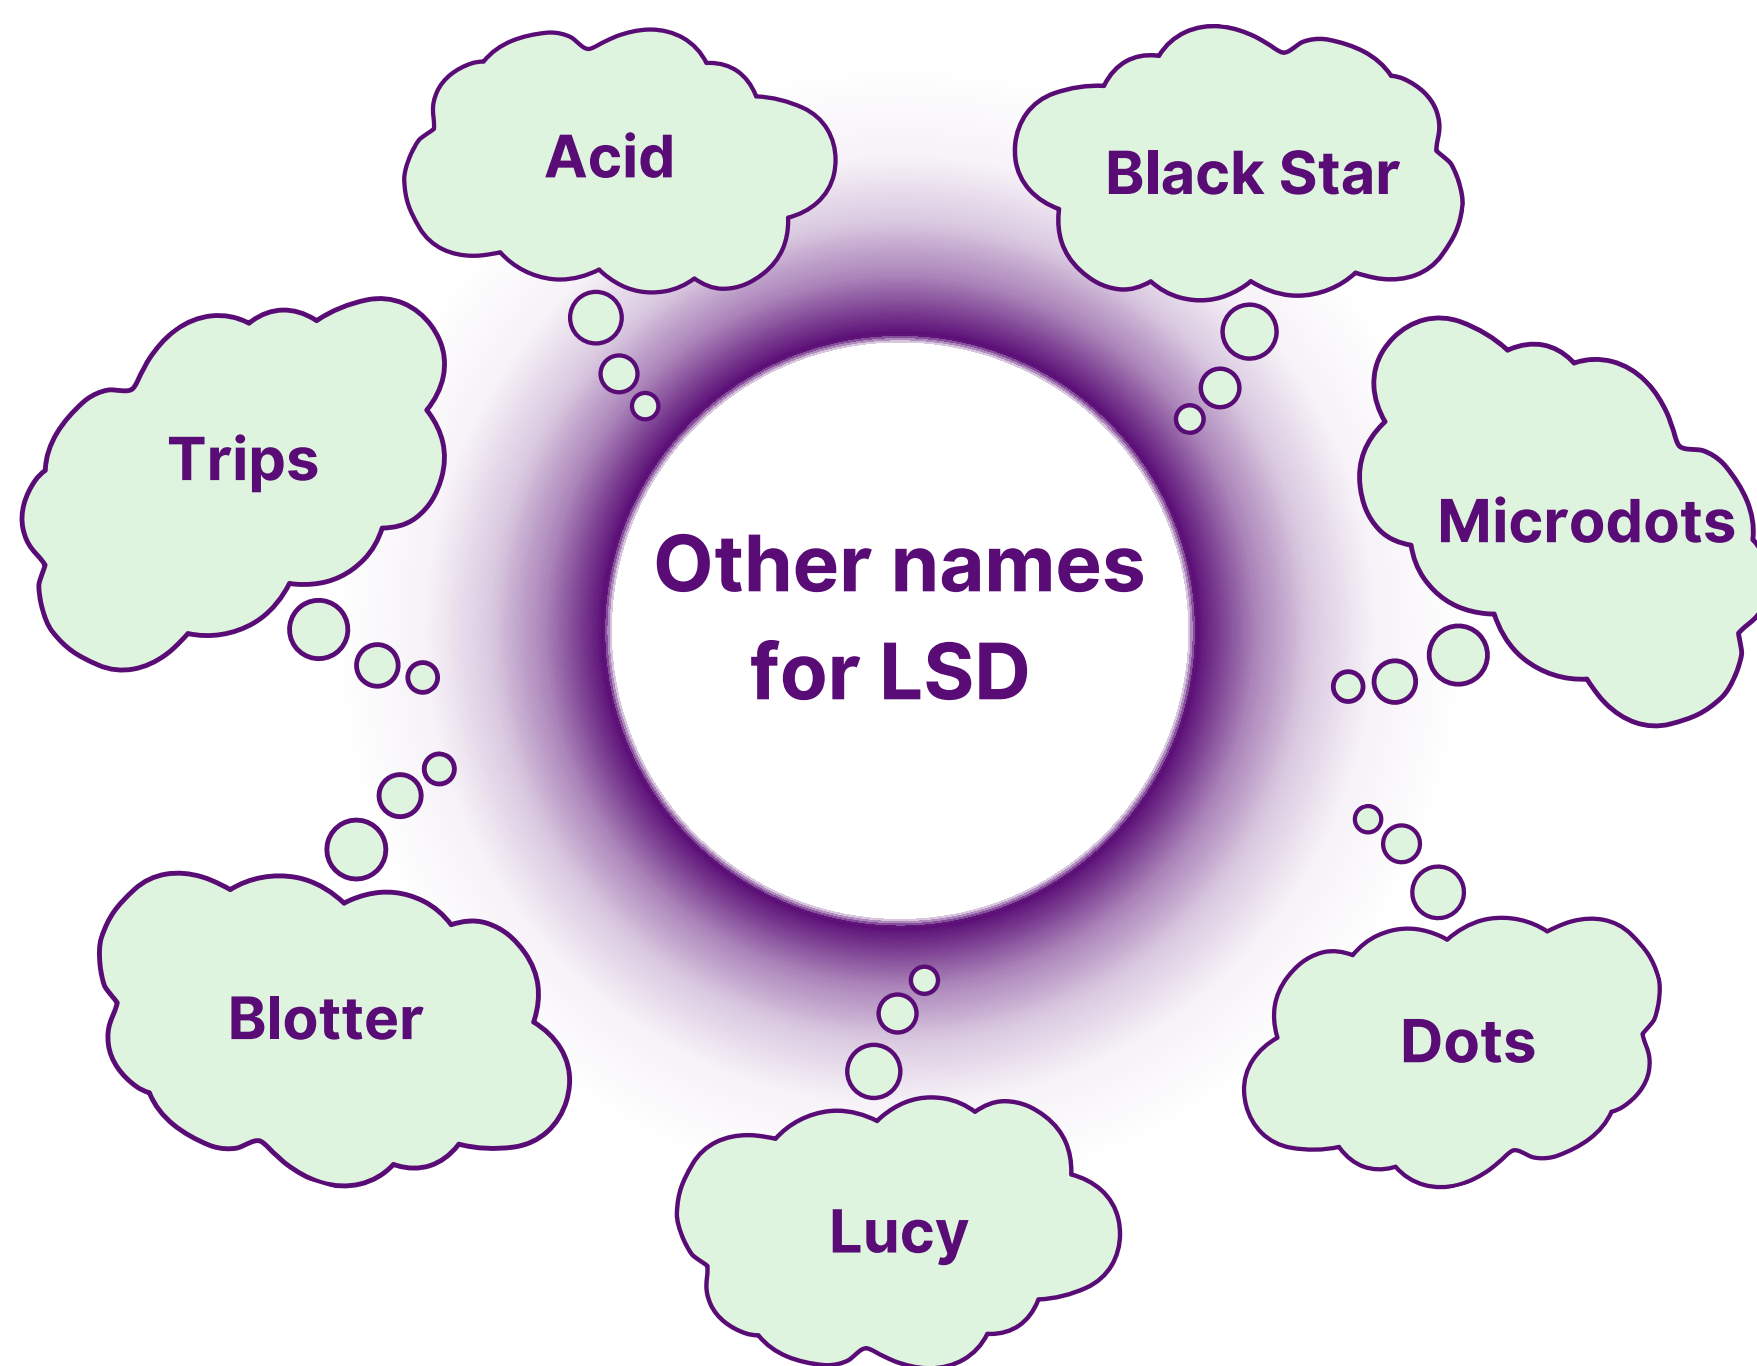 Acid
Black Star
Trips
Microdots
Other names
for LSD
Blotter
Dots
Lucy